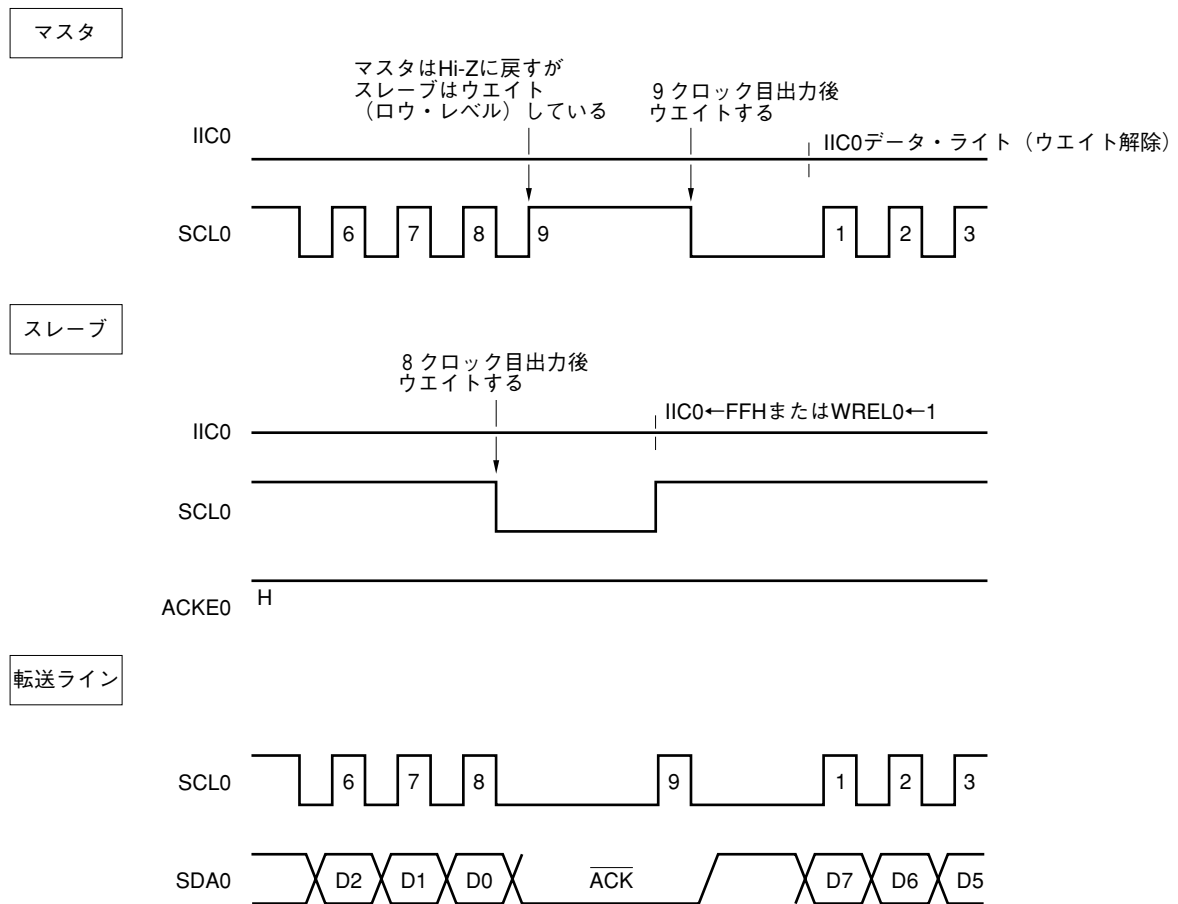 マスタ
マスタはHi-Zに戻すが
スレーブはウエイト
（ロウ・レベル）している
9クロック目出力後
ウエイトする
IIC0
IIC0データ・ライト（ウエイト解除）
SCL0
6 7 8 9 1 2 3
スレーブ
8クロック目出力後
ウエイトする
IIC0
IIC0←FFHまたはWREL0←1
SCL0
ACKE0
H
転送ライン
SCL0
6 7 8 9 1 2 3
SDA0
D2 D1 D0 ACK D7 D6 D5